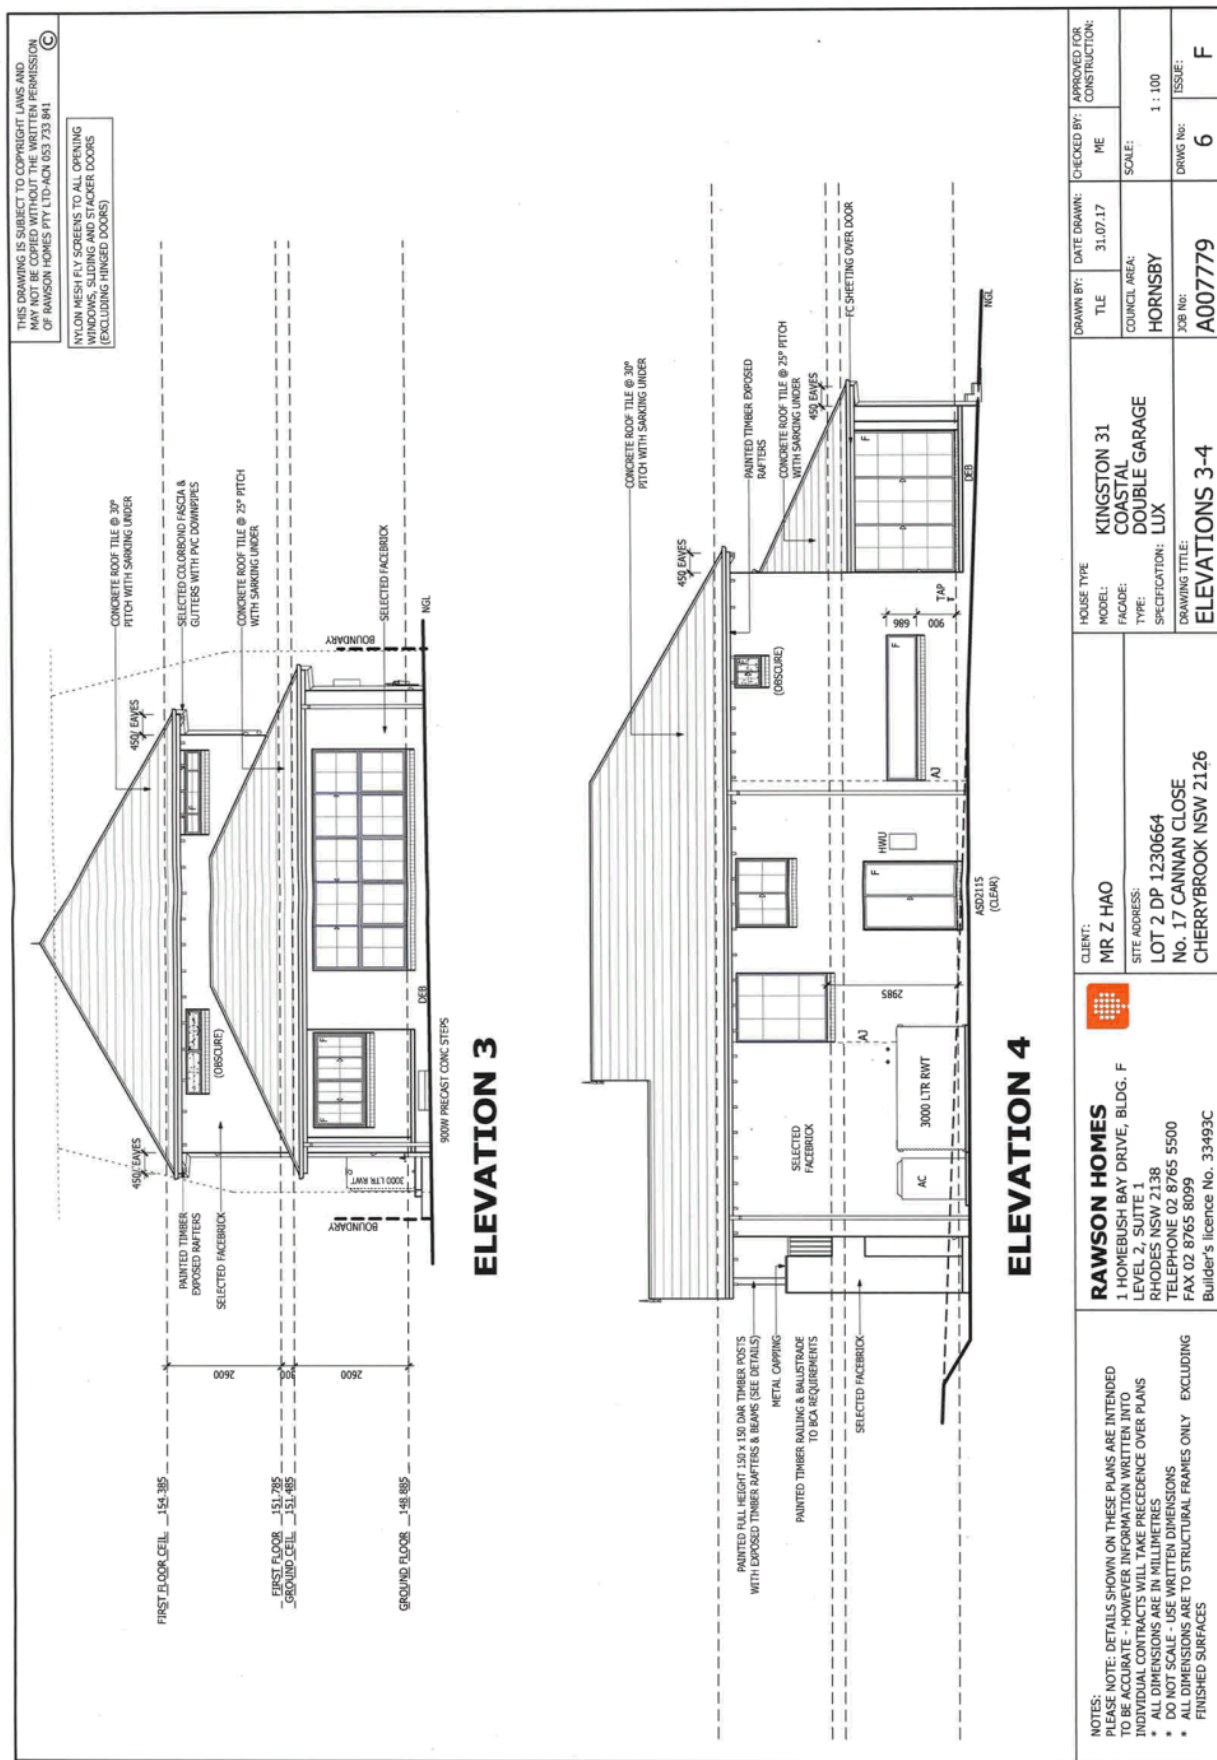 THIS DRAWING IS SUBJECT TO COPYRIGHT LAWS AND
MAY NOT BE COPIED WITHOUT THE WRITTEN PERMISSION
OF RAWSON HOMES PTY LTD-ACN 053 733 841
©
NYLON MESH FLY SCREENS TO ALL OPENING
WINDOWS, SLIDING AND STACKER DOORS
(EXCLUDING HINGED DOORS)
CONCRETE ROOF TILE @ 30°
PITCH WITH SARKING UNDER
SELECTED COLORBOND FASCIA &
GUTTERS WITH PVC DOWNPIPES
CONCRETE ROOF TILE @ 25° PITCH
WITH SARKING UNDER
SELECTED FACEBRICK
450 EAVES
450 EAVES
BOUNDARY
BOUNDARY
NGL
F
(OBSCURE)
F
F
DEB
3000 LTR RWT
900W PRECAST CONC STEPS
PAINTED TIMBER
EXPOSED RAFTERS
SELECTED FACEBRICK
FIRST FLOOR CEIL 154.385
FIRST FLOOR 151.785
GROUND CEIL 151.485
GROUND FLOOR 148.885
2600
300
2600
ELEVATION 3
CONCRETE ROOF TILE @ 30°
PITCH WITH SARKING UNDER
450 EAVES
PAINTED TIMBER EXPOSED
RAFTERS
CONCRETE ROOF TILE @ 25° PITCH
WITH SARKING UNDER
450 EAVES
FC SHEETING OVER DOOR
F
F
(OBSCURE)
686
900
TAP
F
DEB
NGL
AJ
HWU
F
ASD2115
(CLEAR)
2985
AJ
* *
3000 LTR RWT
AC
SELECTED
FACEBRICK
PAINTED FULL HEIGHT 150 x 150 DAR TIMBER POSTS
WITH EXPOSED TIMBER RAFTERS & BEAMS (SEE DETAILS)
METAL CAPPING
PAINTED TIMBER RAILING & BALUSTRADE
TO BCA REQUIREMENTS
SELECTED FACEBRICK
ELEVATION 4
NOTES:
PLEASE NOTE: DETAILS SHOWN ON THESE PLANS ARE INTENDED
TO BE ACCURATE - HOWEVER INFORMATION WRITTEN INTO
INDIVIDUAL CONTRACTS WILL TAKE PRECEDENCE OVER PLANS
* ALL DIMENSIONS ARE IN MILLIMETRES
* DO NOT SCALE - USE WRITTEN DIMENSIONS
* ALL DIMENSIONS ARE TO STRUCTURAL FRAMES ONLY EXCLUDING
FINISHED SURFACES
RAWSON HOMES
1 HOMEBUSH BAY DRIVE, BLDG. F
LEVEL 2, SUITE 1
RHODES NSW 2138
TELEPHONE 02 8765 5500
FAX 02 8765 8099
Builder's licence No. 33493C
CLIENT:
MR Z HAO
SITE ADDRESS:
LOT 2 DP 1230664
No. 17 CANNAN CLOSE
CHERRYBROOK NSW 2126
HOUSE TYPE
MODEL: KINGSTON 31
FACADE: COASTAL
TYPE: DOUBLE GARAGE
SPECIFICATION: LUX
DRAWING TITLE:
ELEVATIONS 3-4
DRAWN BY:
TLE
DATE DRAWN:
31.07.17
CHECKED BY:
ME
APPROVED FOR
CONSTRUCTION:
COUNCIL AREA:
HORNSBY
SCALE:
1 : 100
JOB No:
A007779
DRWG No:
6
ISSUE:
F